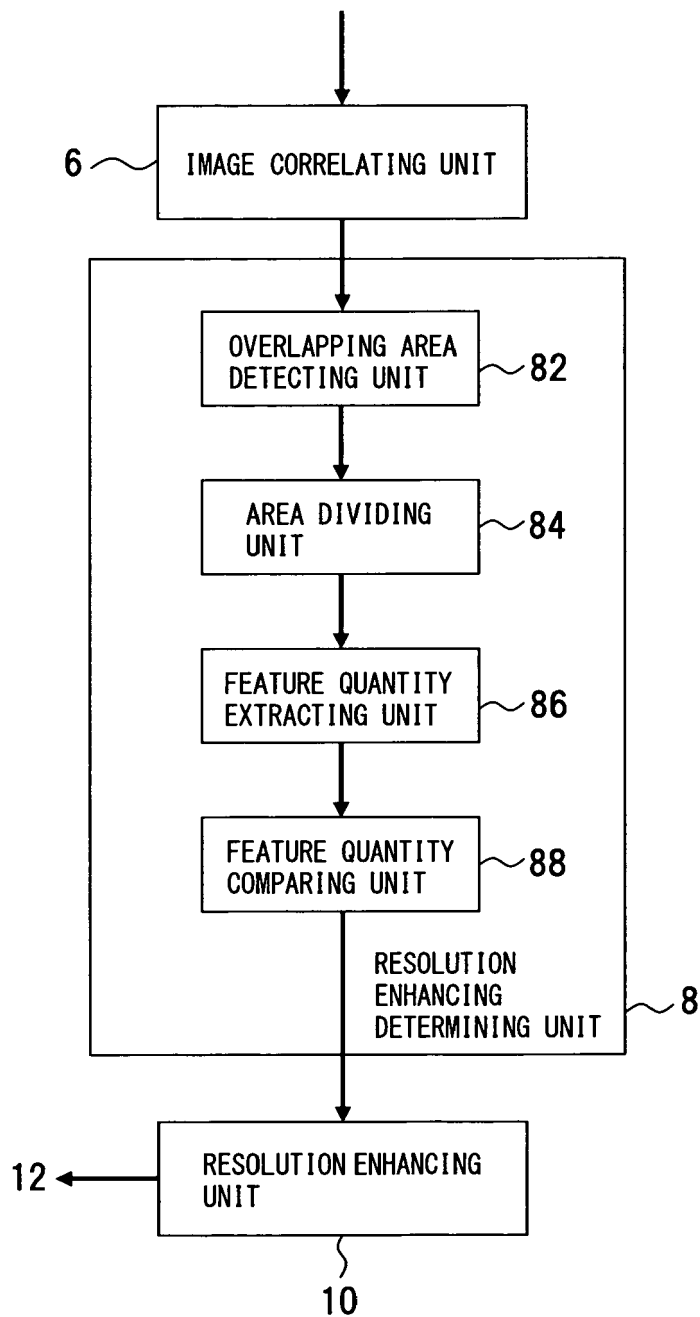 6
IMAGE CORRELATING UNIT
OVERLAPPING AREA
DETECTING UNIT
82
AREA DIVIDING
UNIT
84
FEATURE QUANTITY
EXTRACTING UNIT
86
FEATURE QUANTITY
COMPARING UNIT
88
RESOLUTION
ENHANCING
DETERMINING UNIT
8
12
RESOLUTION ENHANCING
UNIT
10